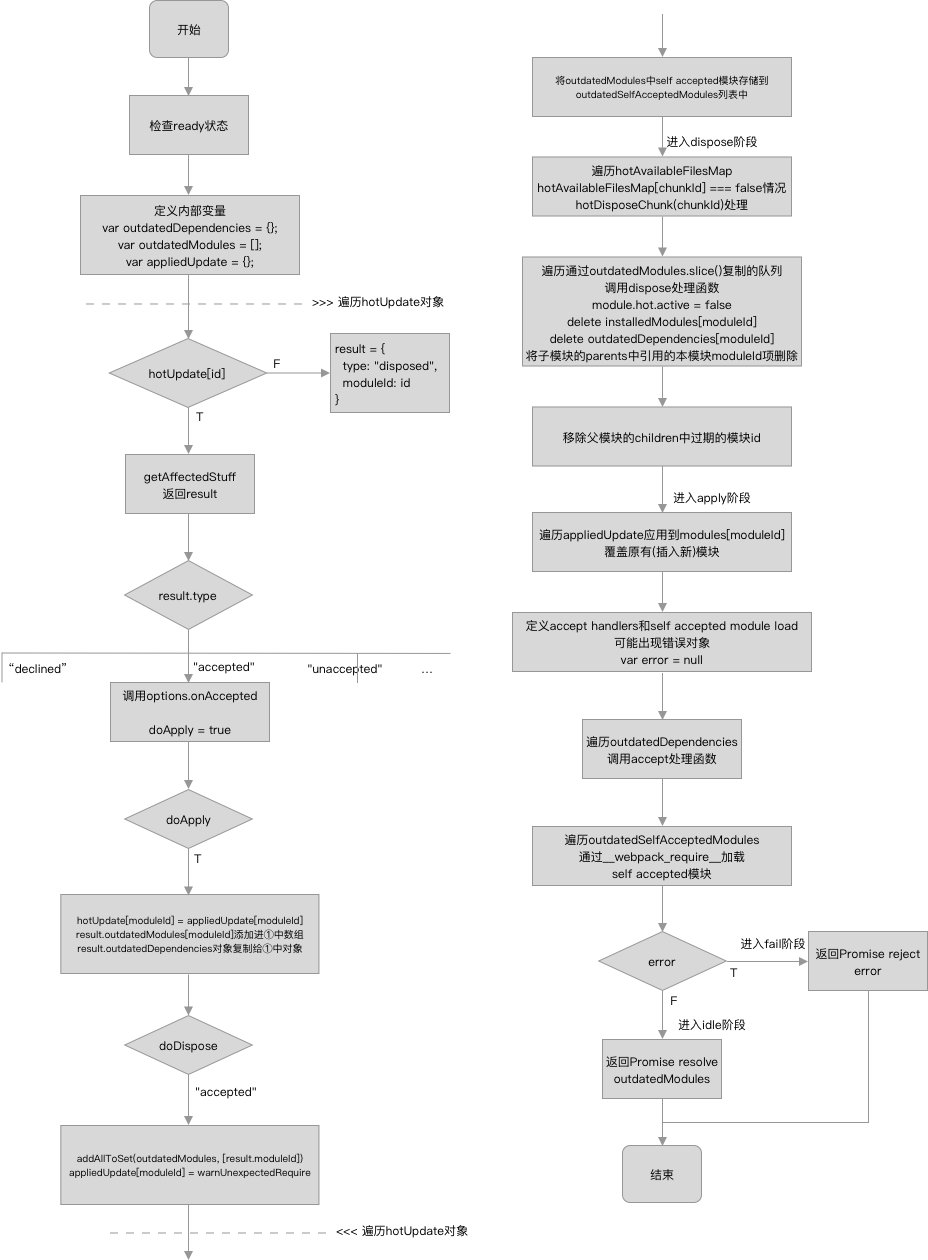 开始
检查ready状态
定义内部变量
var outdatedDependencies = {};
var outdatedModules = [];
var appliedUpdate = {};
>>> 遍历hotUpdate对象
hotUpdate[id]
F
result = {
type: "disposed",
moduleId: id
}
T
getAffectedStuff
返回result
result.type
“declined”
"accepted"
"unaccepted"
...
调用options.onAccepted
doApply = true
doApply
T
hotUpdate[moduleId] = appliedUpdate[moduleId]
result.outdatedModules[moduleId]添加进①中数组
result.outdatedDependencies对象复制给①中对象
doDispose
"accepted"
addAllToSet(outdatedModules, [result.moduleId])
appliedUpdate[moduleId] = warnUnexpectedRequire
<<< 遍历hotUpdate对象
将outdatedModules中self accepted模块存储到
outdatedSelfAcceptedModules列表中
进入dispose阶段
遍历hotAvailableFilesMap
hotAvailableFilesMap[chunkId] === false情况
hotDisposeChunk(chunkId)处理
遍历通过outdatedModules.slice()复制的队列
调用dispose处理函数
module.hot.active = false
delete installedModules[moduleId]
delete outdatedDependencies[moduleId]
将子模块的parents中引用的本模块moduleId项删除
移除父模块的children中过期的模块id
进入apply阶段
遍历appliedUpdate应用到modules[moduleId]
覆盖原有(插入新)模块
定义accept handlers和self accepted module load
可能出现错误对象
var error = null
遍历outdatedDependencies
调用accept处理函数
遍历outdatedSelfAcceptedModules
通过__webpack_require__加载
self accepted模块
error
进入fail阶段
T
返回Promise reject
error
F
进入idle阶段
返回Promise resolve
outdatedModules
结束